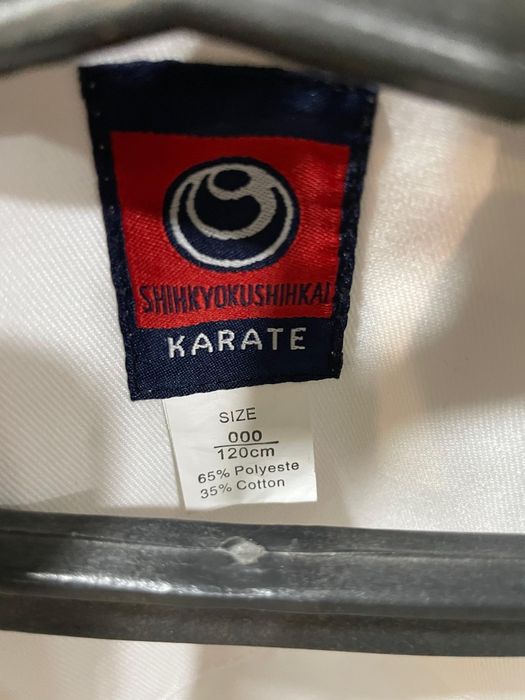 SHIHKYOKUSHIHKAI
KARATE
SIZE
000
120cm
65% Polyeste
35% Cotton